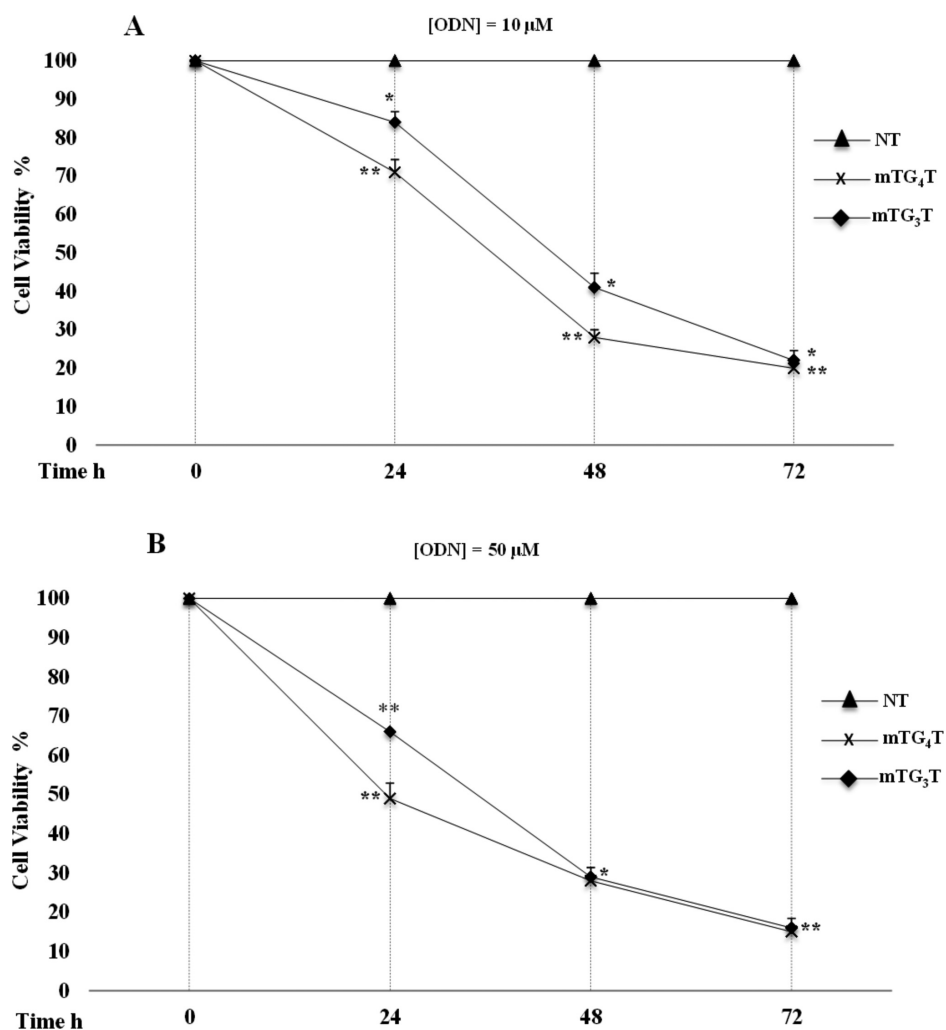 A
[ODN] = 10 μM
100
90
80
70
60
50
40
30
20
10
0
Cell Viability %
*
**
*
**
*
**
NT
mTG₄T
mTG₃T
Time h 0 24 48 72
B
[ODN] = 50 μM
100
90
80
70
60
50
40
30
20
10
0
Cell Viability %
**
**
*
**
NT
mTG₄T
mTG₃T
Time h 0 24 48 72